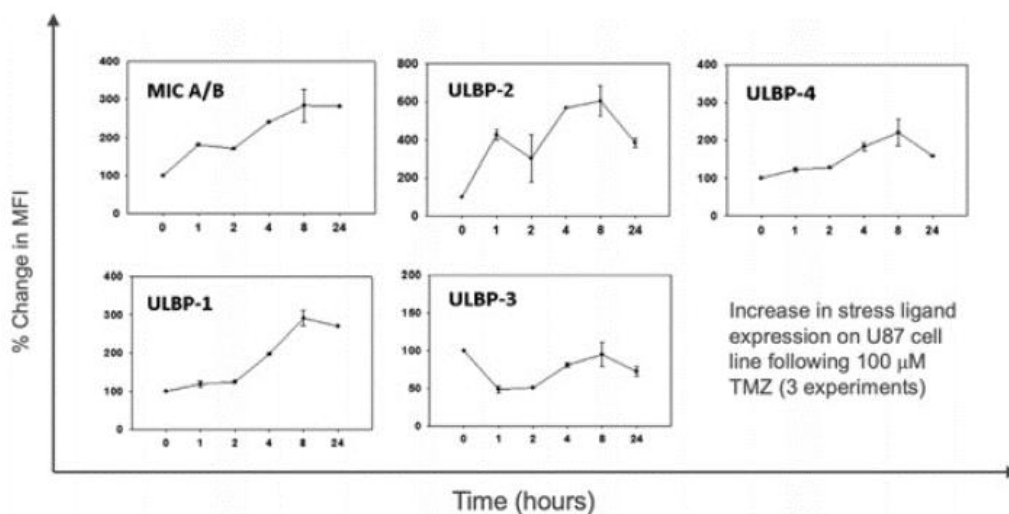 % Change in MFI
MIC A/B
400
300
200
100
0
0 1 2 4 8 24
ULBP-2
800
600
400
200
0
0 1 2 4 8 24
ULBP-4
400
300
200
100
0
0 1 2 4 8 24
ULBP-1
400
300
200
100
0
0 1 2 4 8 24
ULBP-3
200
150
100
50
0
0 1 2 4 8 24
Increase in stress ligand
expression on U87 cell
line following 100 μM
TMZ (3 experiments)
Time (hours)